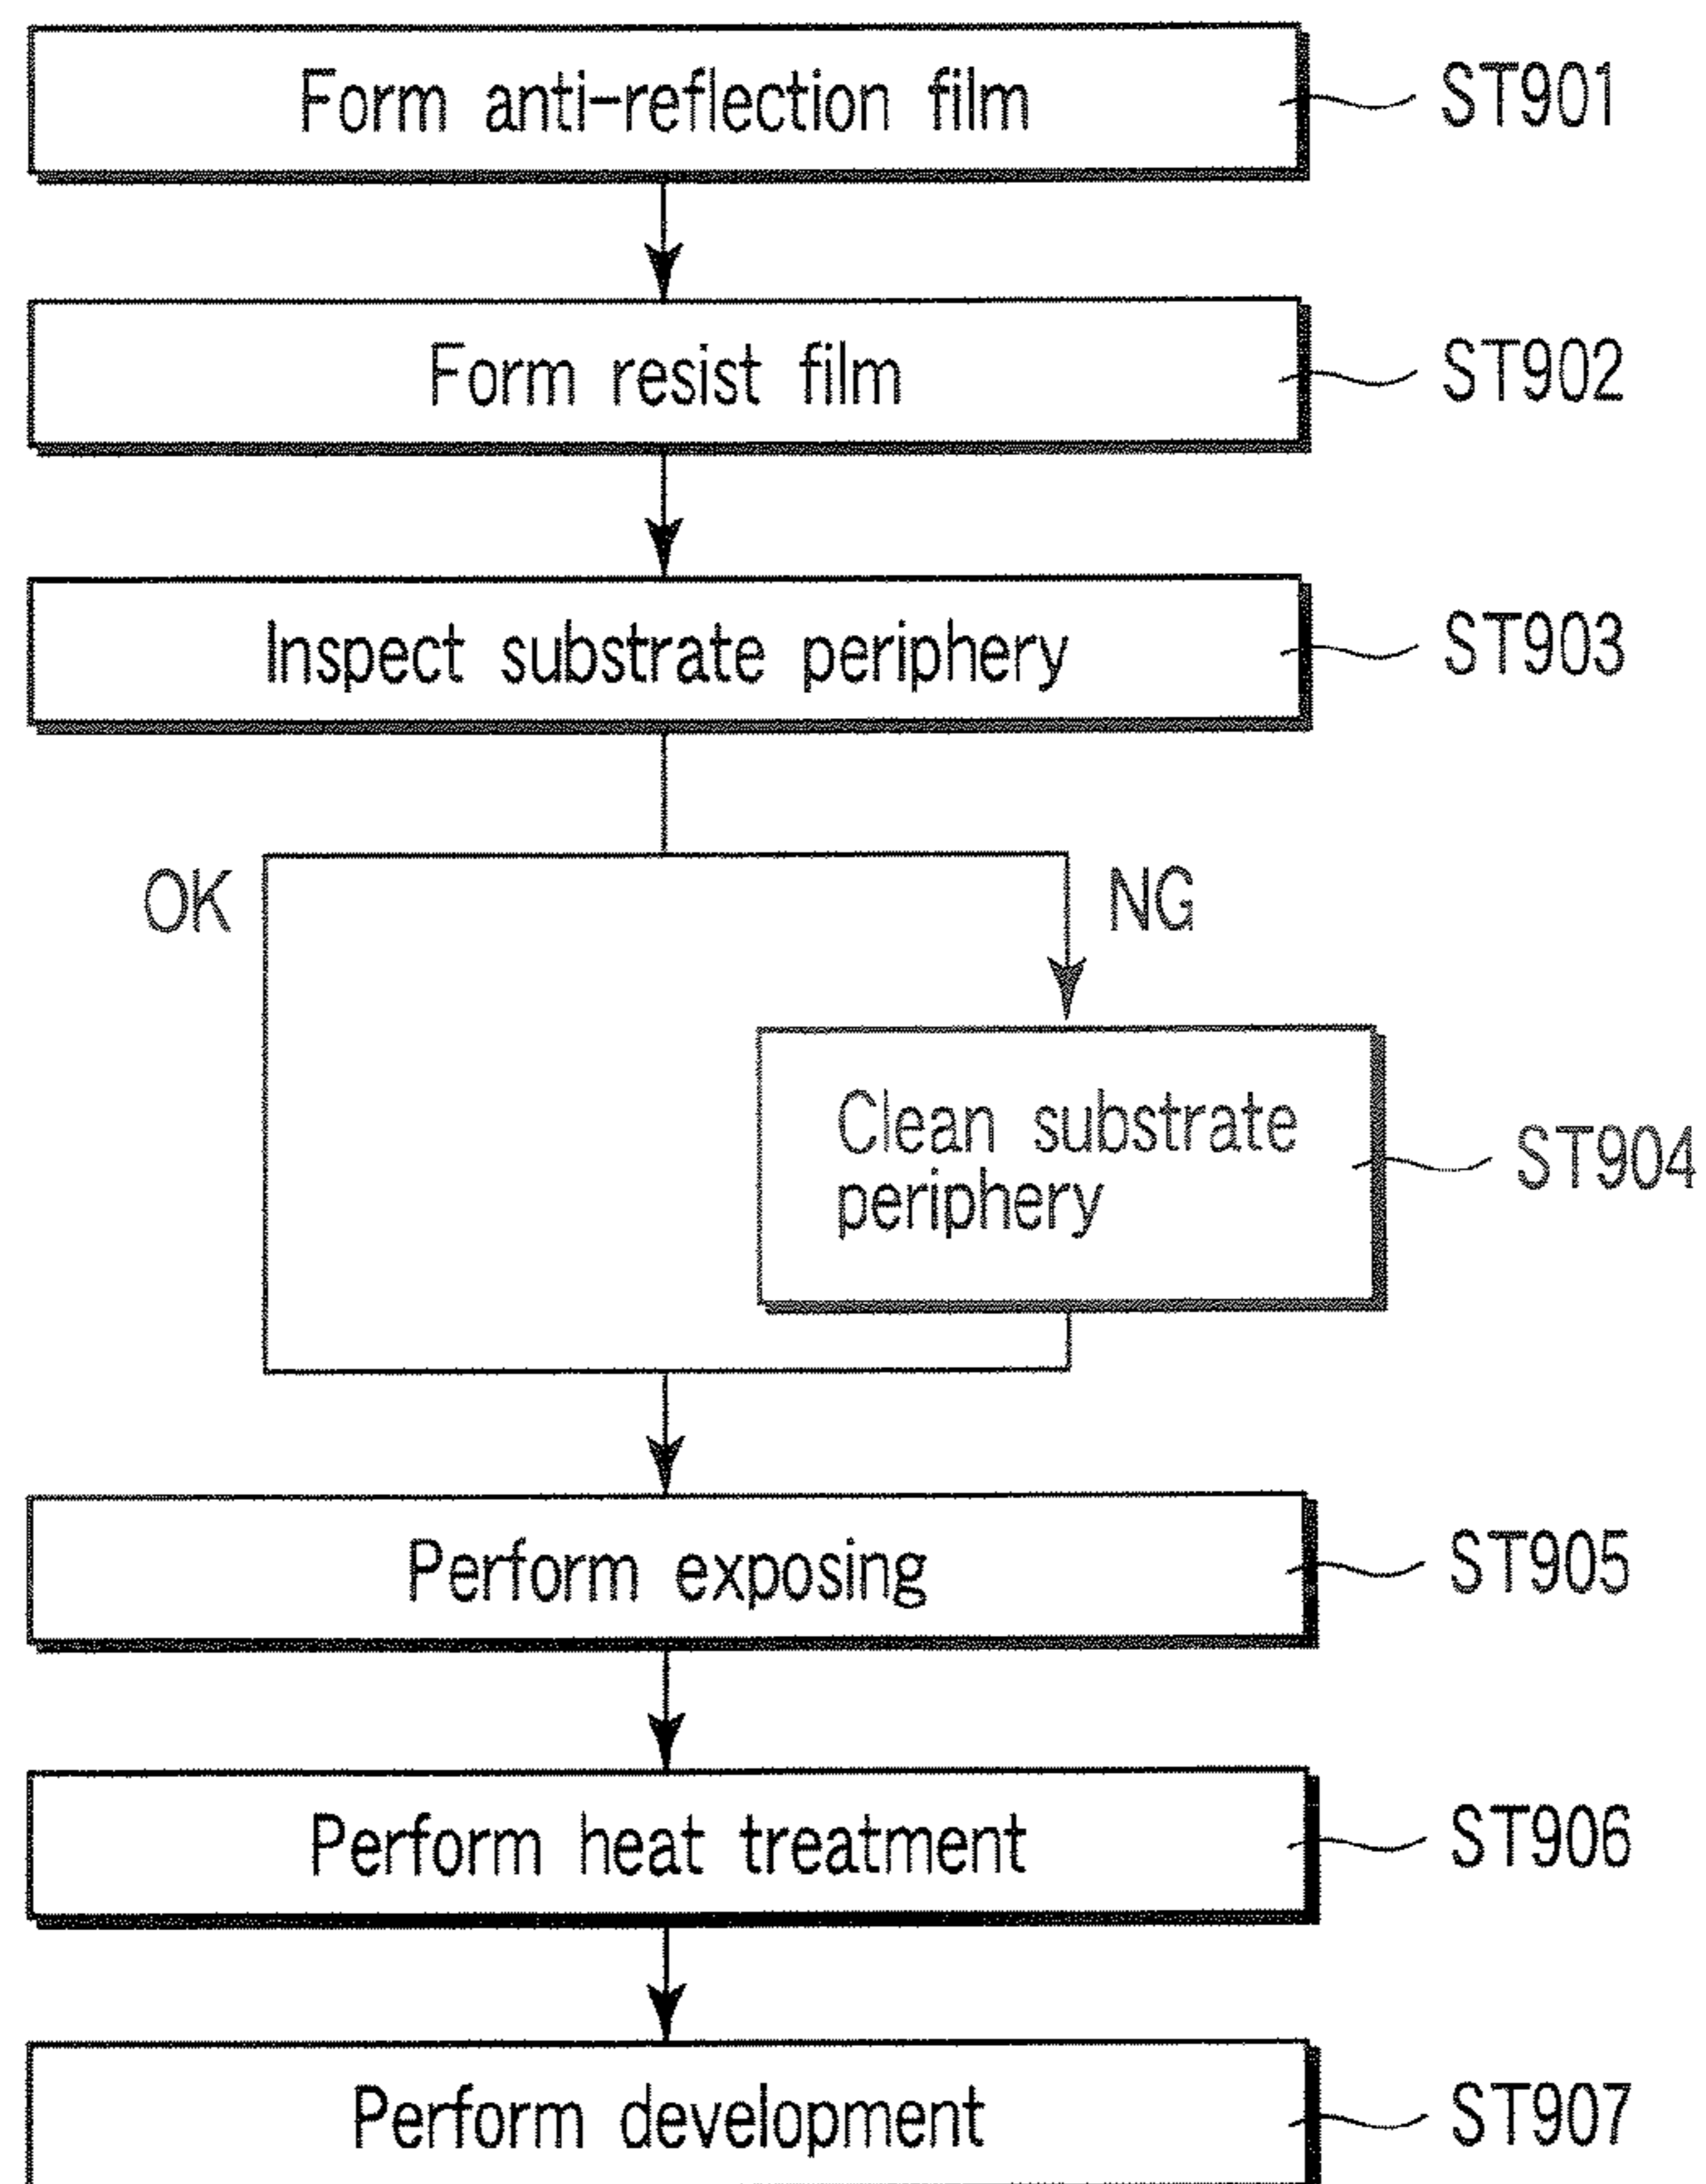 Form anti-reflection film
ST901
Form resist film
ST902
Inspect substrate periphery
ST903
OK
NG
Clean substrate
periphery
ST904
Perform exposing
ST905
Perform heat treatment
ST906
Perform development
ST907